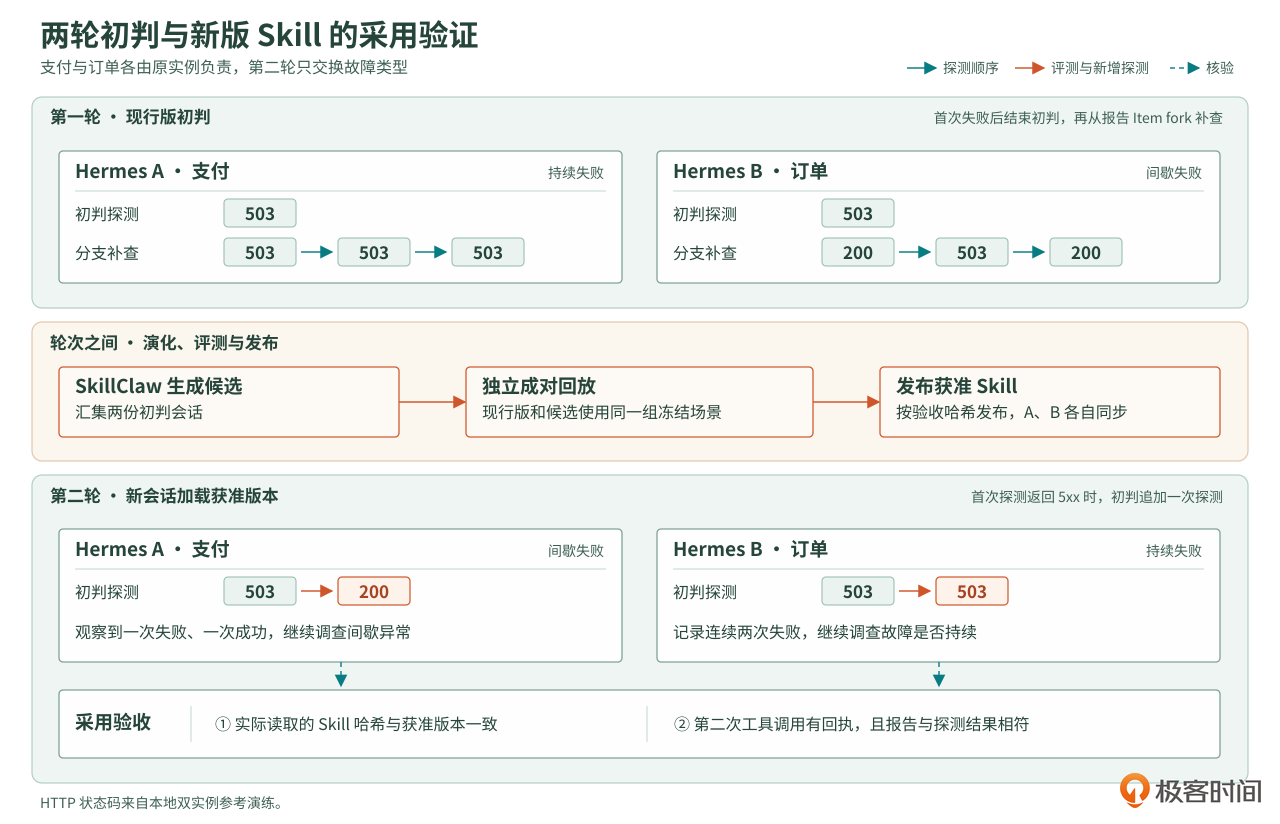 两轮初判与新版 Skill 的采用验证
支付与订单各由原实例负责，第二轮只交换故障类型
探测顺序
评测与新增探测
核验
第一轮 · 现行版初判
首次失败后结束初判，再从报告 Item fork 补查
Hermes A · 支付
持续失败
初判探测
503
分支补查
503
503
503
Hermes B · 订单
间歇失败
初判探测
503
分支补查
200
503
200
轮次之间 · 演化、评测与发布
SkillClaw 生成候选
汇集两份初判会话
独立成对回放
现行版和候选使用同一组冻结场景
发布获准 Skill
按验收哈希发布，A、B 各自同步
第二轮 · 新会话加载获准版本
首次探测返回 5xx 时，初判追加一次探测
Hermes A · 支付
间歇失败
初判探测
503
200
观察到一次失败、一次成功，继续调查间歇异常
Hermes B · 订单
持续失败
初判探测
503
503
记录连续两次失败，继续调查故障是否持续
采用验收
① 实际读取的 Skill 哈希与获准版本一致
② 第二次工具调用有回执，且报告与探测结果相符
HTTP 状态码来自本地双实例参考演练。
极客时间